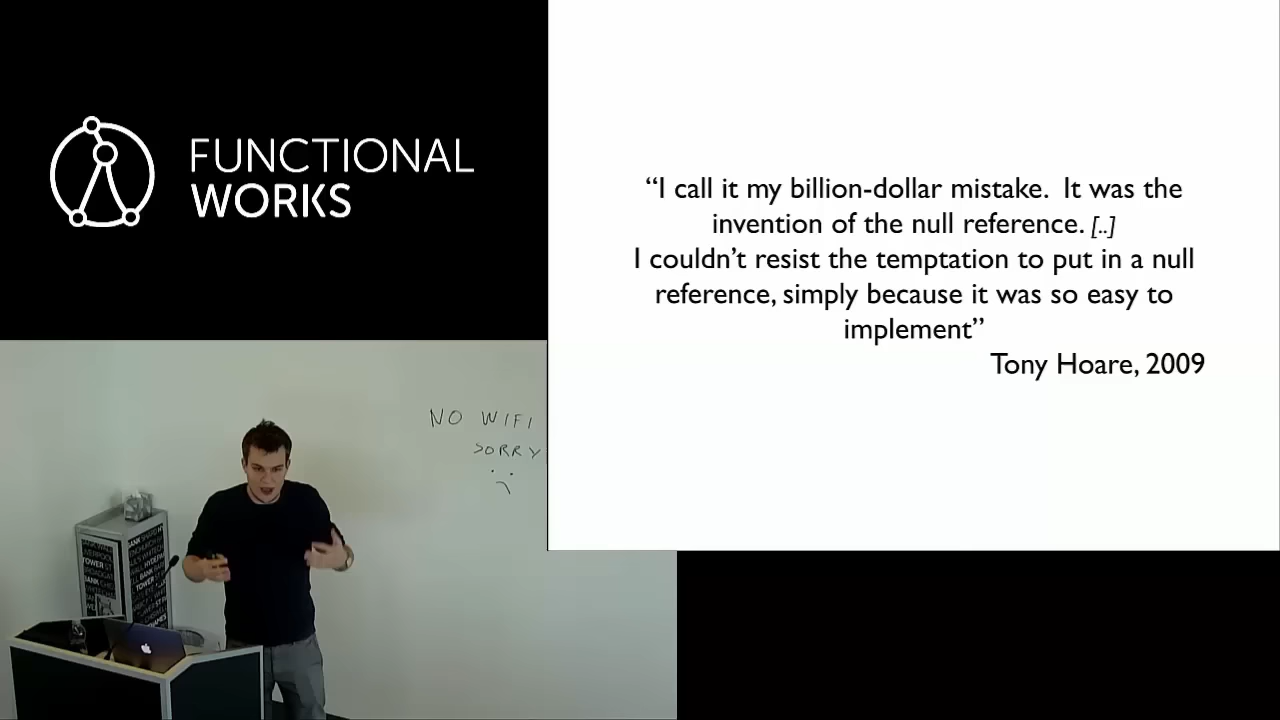 FUNCTIONAL
WORKS
“I call it my billion-dollar mistake. It was the
invention of the null reference. [..]
I couldn’t resist the temptation to put in a null
reference, simply because it was so easy to
implement”
Tony Hoare, 2009
NO WIFI
SORRY